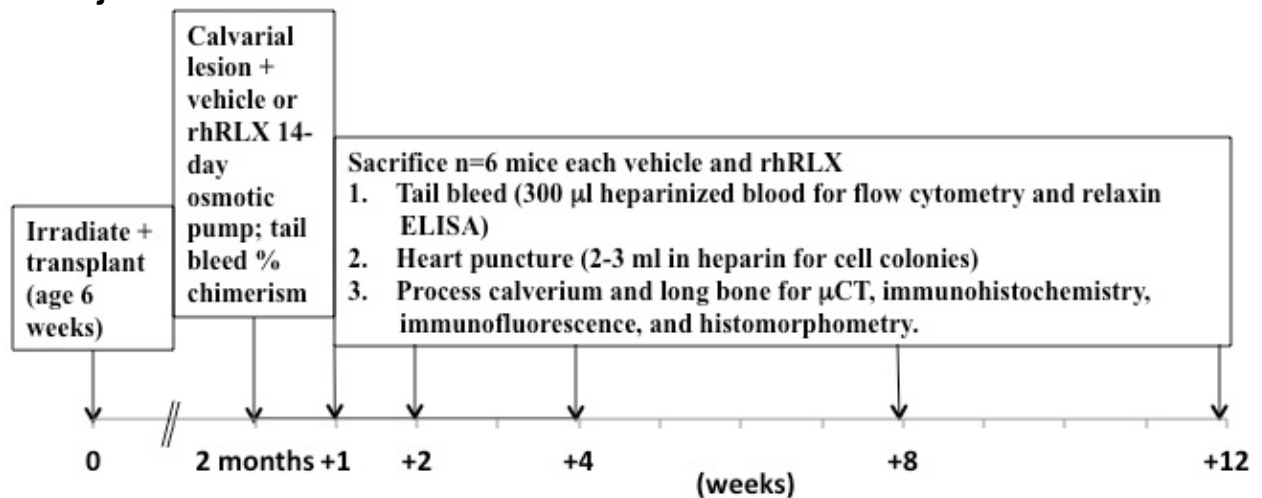 Irradiate +
transplant
(age 6
weeks)
Calvarial
lesion +
vehicle or
rhRLX 14-
day
osmotic
pump; tail
bleed %
chimerism
Sacrifice n=6 mice each vehicle and rhRLX
1. Tail bleed (300 μl heparinized blood for flow cytometry and relaxin
ELISA)
2. Heart puncture (2-3 ml in heparin for cell colonies)
3. Process calverium and long bone for μCT, immunohistochemistry,
immunofluorescence, and histomorphometry.
0 2 months +1 +2 +4 +8 +12
(weeks)